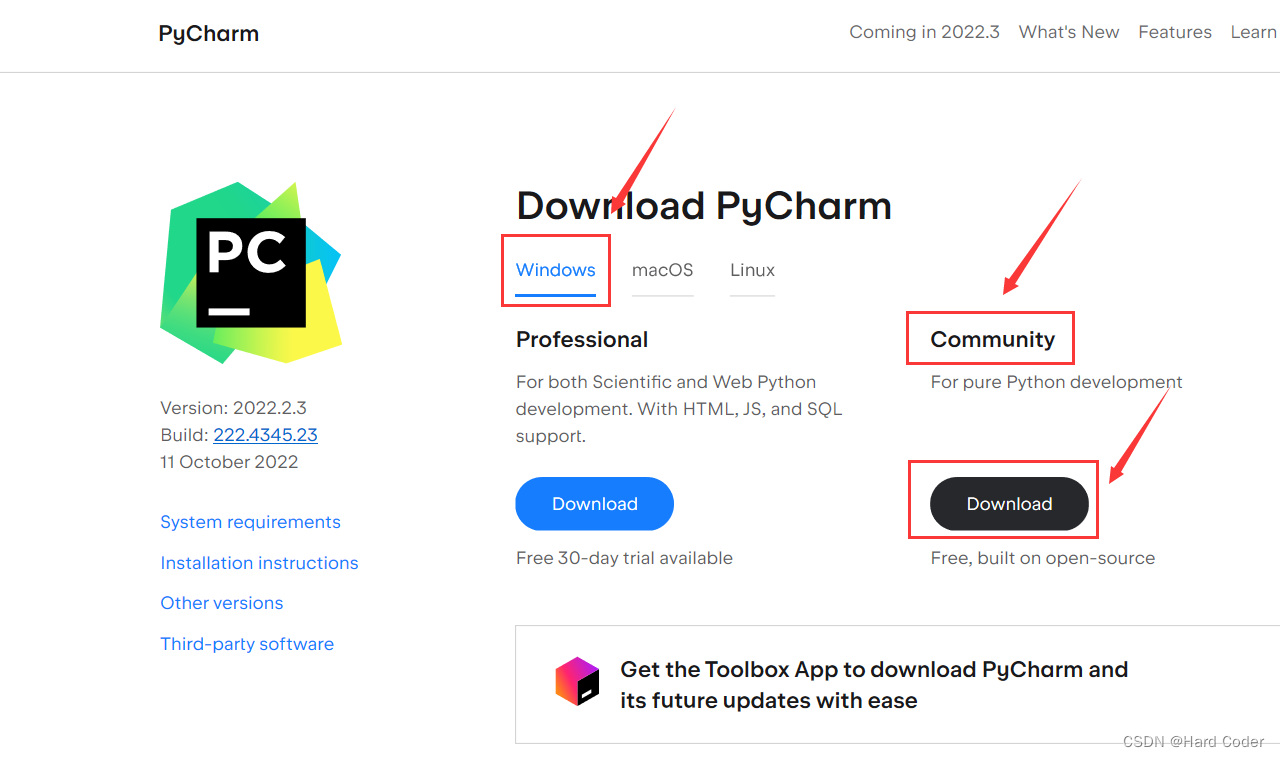 PyCharm
Coming in 2022.3 What's New Features Learn
PC
Version: 2022.2.3
Build: 222.4345.23
11 October 2022
System requirements
Installation instructions
Other versions
Third-party software
Download PyCharm
Windows macOS Linux
Professional
For both Scientific and Web Python
development. With HTML, JS, and SQL
support.
Download
Free 30-day trial available
Community
For pure Python development
Download
Free, built on open-source
Get the Toolbox App to download PyCharm and
its future updates with ease
CSDN @Hard Coder